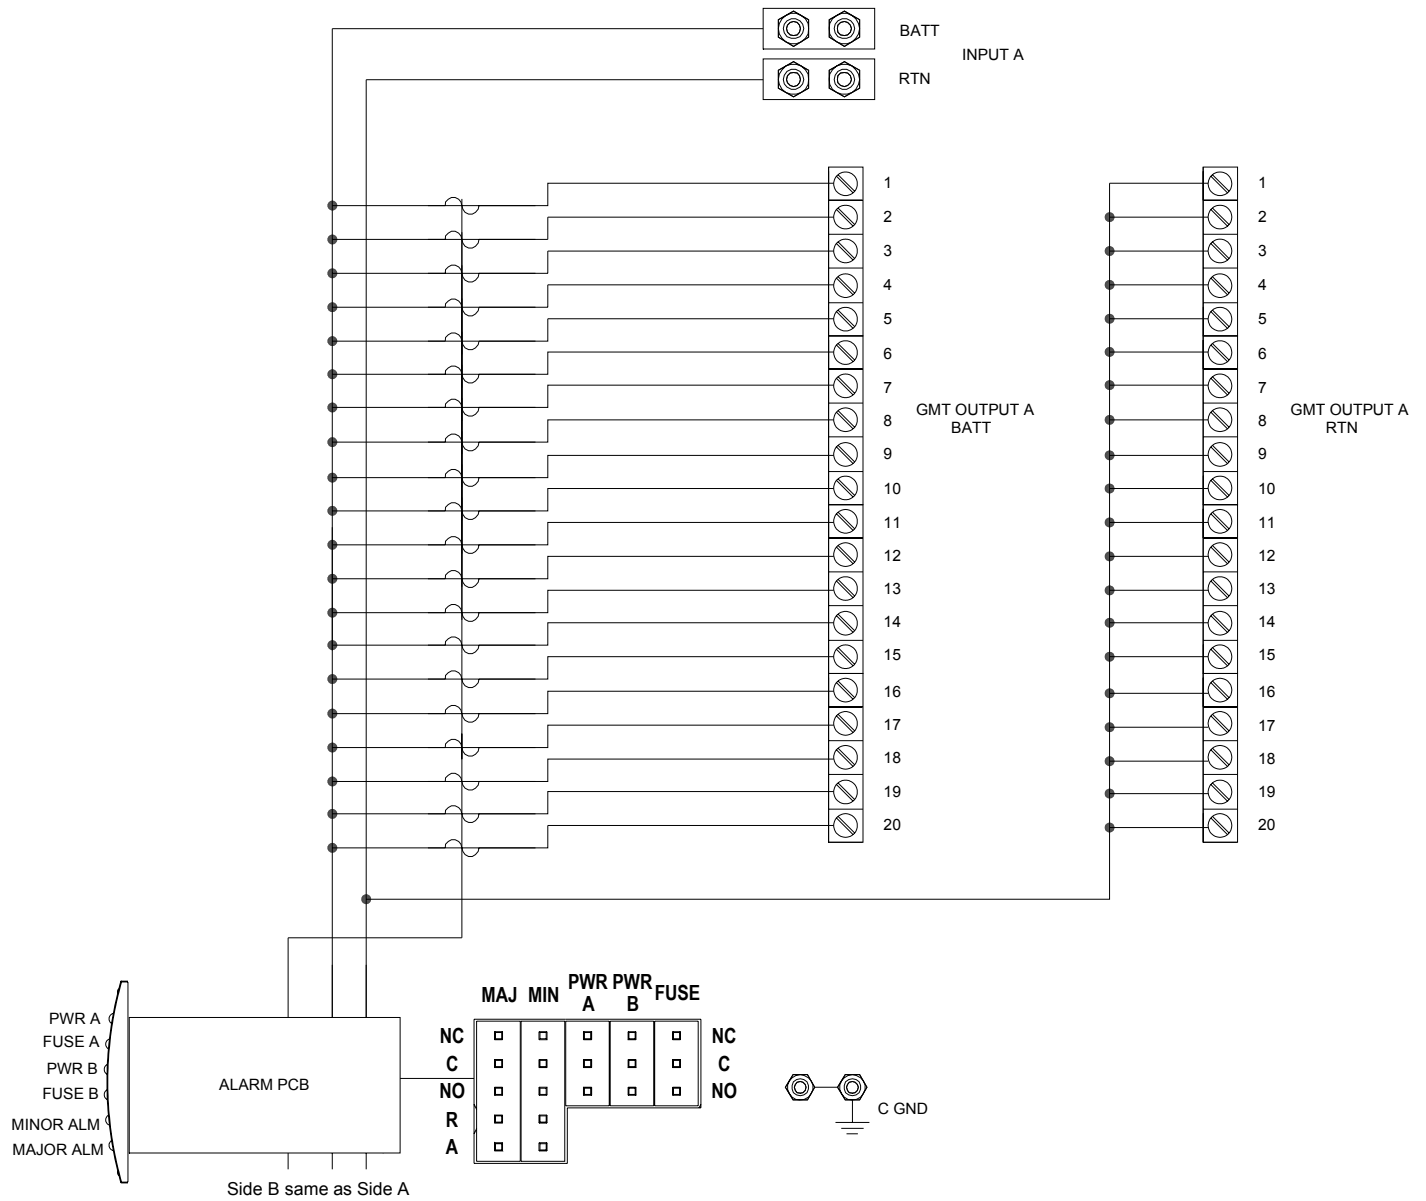 BATT
INPUT A
RTN
1
2
3
4
5
6
7
8
9
10
11
12
13
14
15
16
17
18
19
20
GMT OUTPUT A
BATT
1
2
3
4
5
6
7
8
9
10
11
12
13
14
15
16
17
18
19
20
GMT OUTPUT A
RTN
PWR A
FUSE A
PWR B
FUSE B
MINOR ALM
MAJOR ALM
ALARM PCB
Side B same as Side A
MAJ MIN PWR A PWR B FUSE
NC NC
C C
NO NO
R
A
C GND